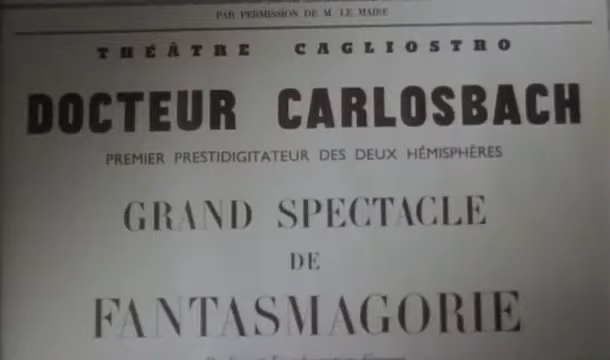 PAR PERMISSION DE M. LE MAIRE
THÉÂTRE CAGLIOSTRO
DOCTEUR CARLOSBACH
PREMIER PRESTIDIGITATEUR DES DEUX HÉMISPHÈRES
GRAND SPECTACLE
DE
FANTASMAGORIE